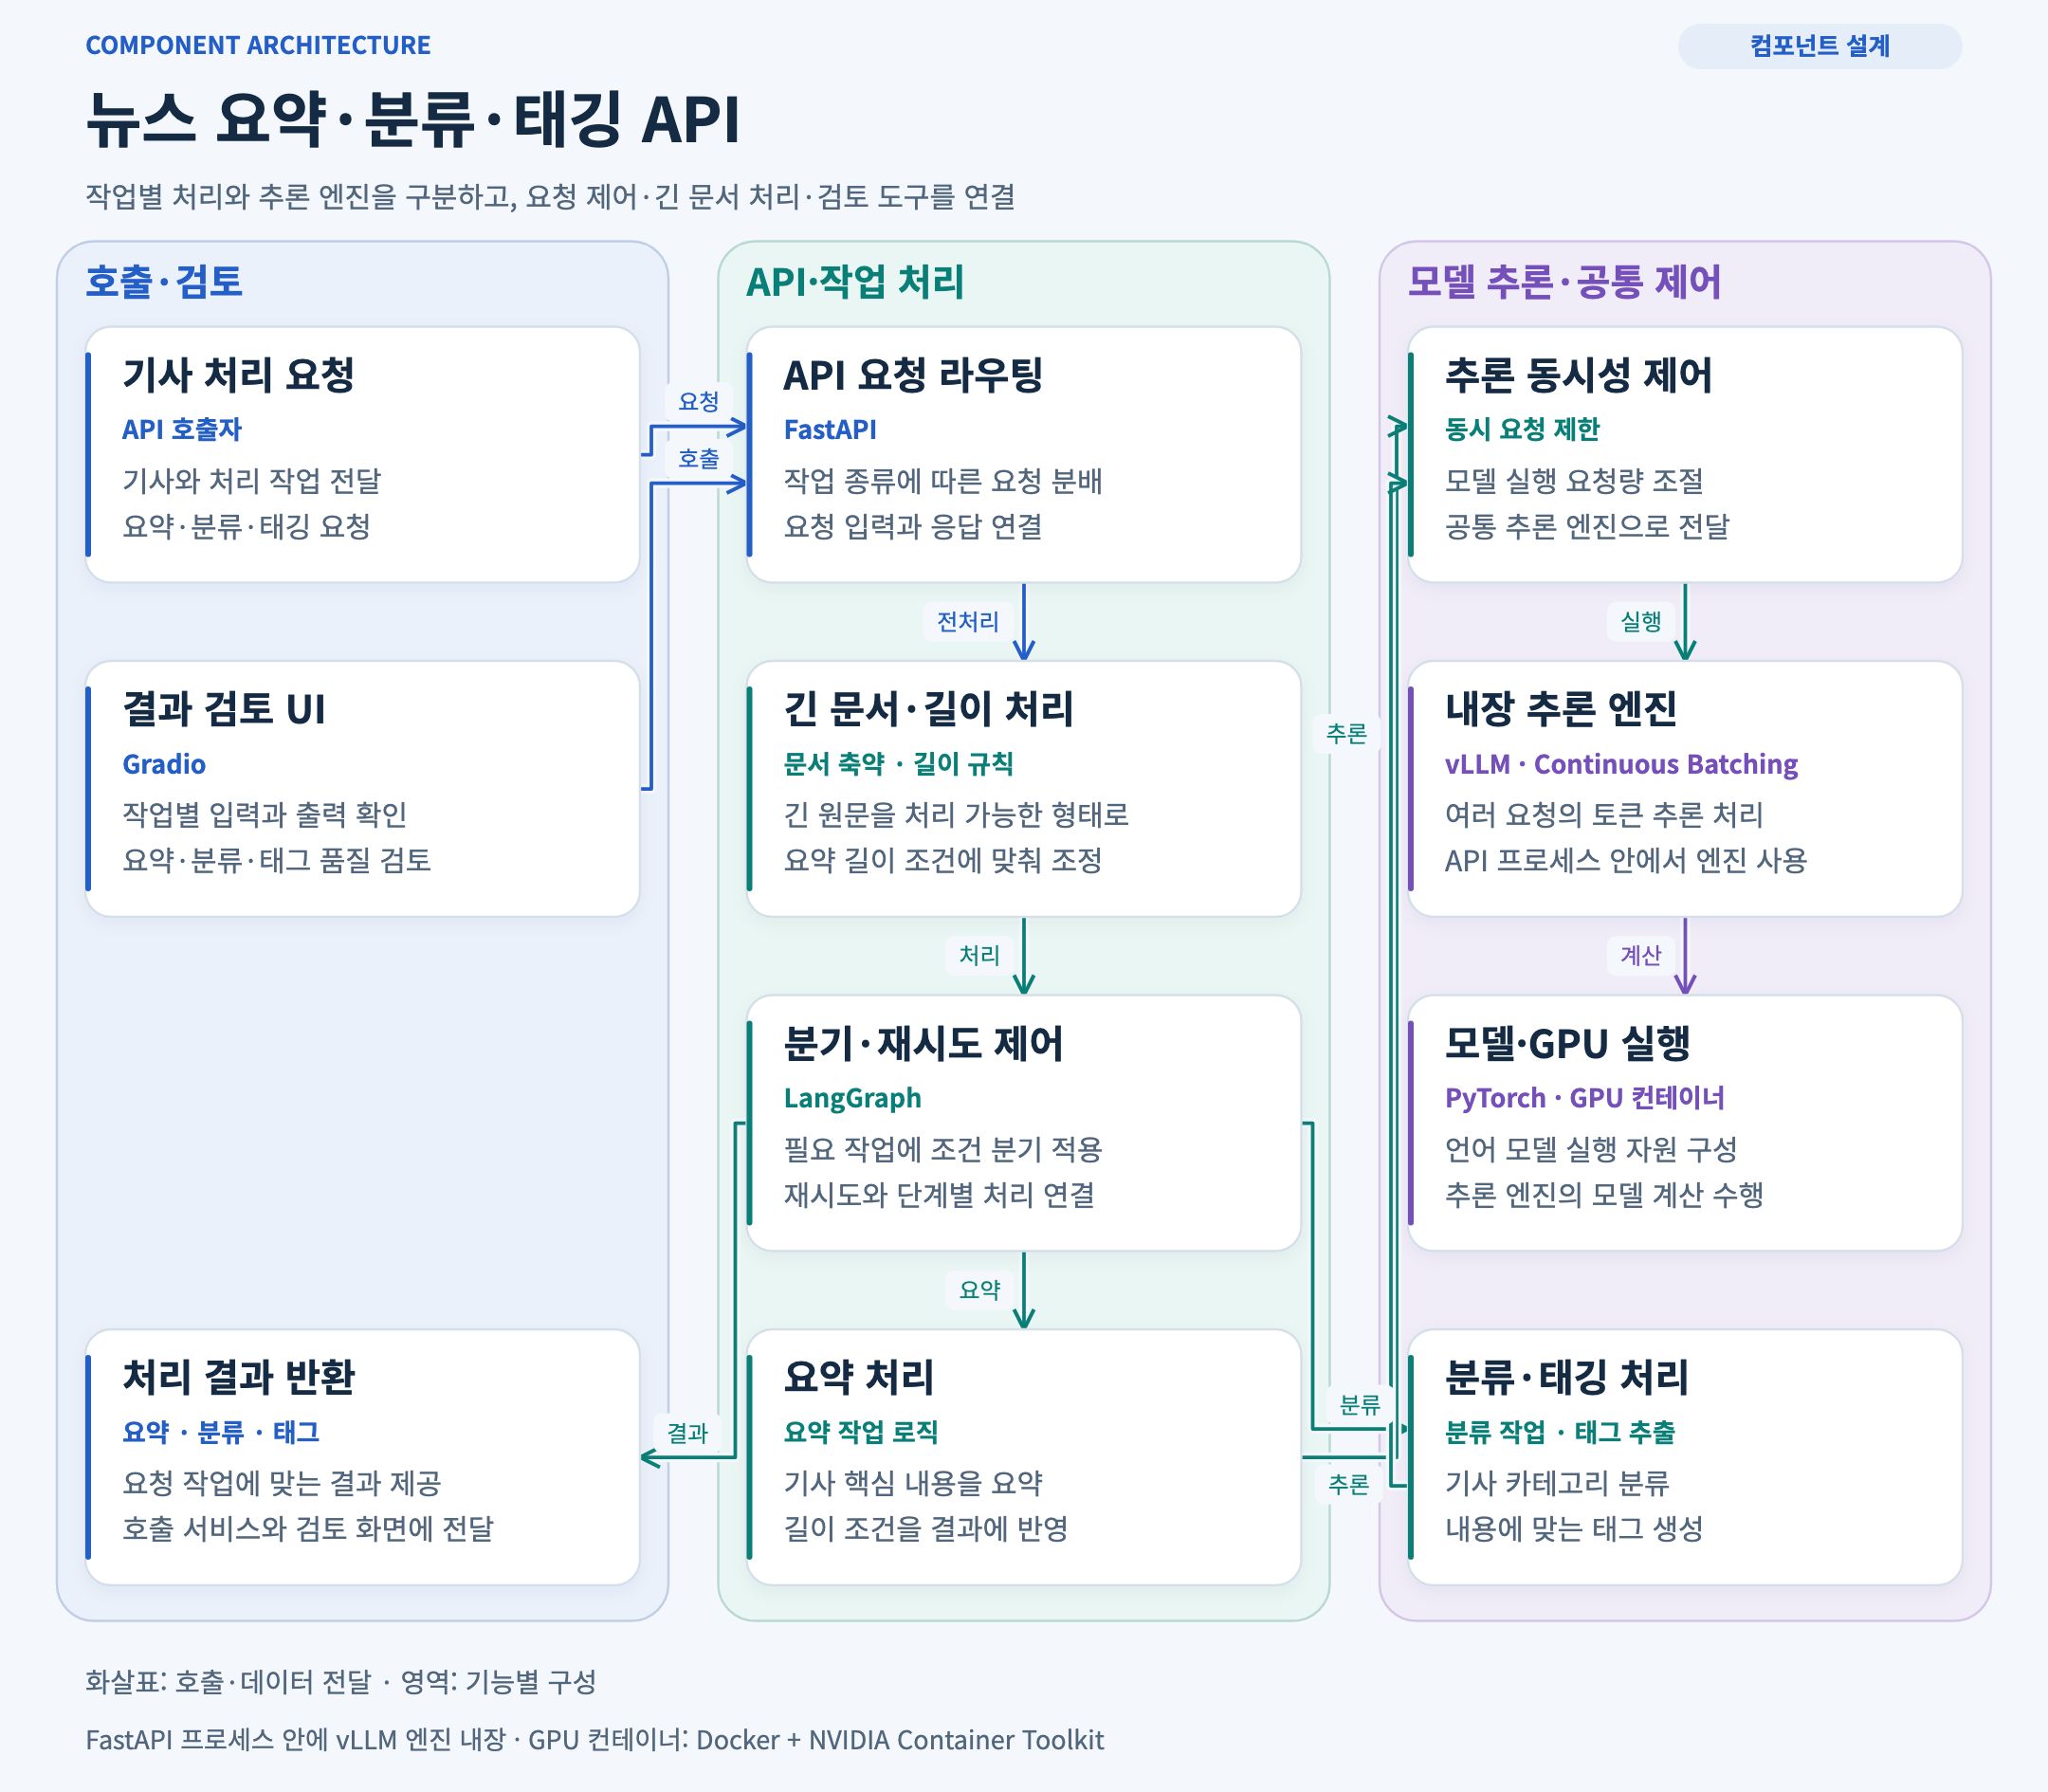 COMPONENT ARCHITECTURE
컴포넌트 설계
뉴스 요약·분류·태깅 API
작업별 처리와 추론 엔진을 구분하고, 요청 제어·긴 문서 처리·검토 도구를 연결
호출·검토
기사 처리 요청
API 호출자
기사와 처리 작업 전달
요약·분류·태깅 요청
결과 검토 UI
Gradio
작업별 입력과 출력 확인
요약·분류·태그 품질 검토
처리 결과 반환
요약 · 분류 · 태그
요청 작업에 맞는 결과 제공
호출 서비스와 검토 화면에 전달
요청
호출
결과
API·작업 처리
API 요청 라우팅
FastAPI
작업 종류에 따른 요청 분배
요청 입력과 응답 연결
전처리
긴 문서·길이 처리
문서 축약 · 길이 규칙
긴 원문을 처리 가능한 형태로
요약 길이 조건에 맞춰 조정
처리
분기·재시도 제어
LangGraph
필요 작업에 조건 분기 적용
재시도와 단계별 처리 연결
요약
요약 처리
요약 작업 로직
기사 핵심 내용을 요약
길이 조건을 결과에 반영
추론
분류
추론
모델 추론·공통 제어
추론 동시성 제어
동시 요청 제한
모델 실행 요청량 조절
공통 추론 엔진으로 전달
실행
내장 추론 엔진
vLLM · Continuous Batching
여러 요청의 토큰 추론 처리
API 프로세스 안에서 엔진 사용
계산
모델·GPU 실행
PyTorch · GPU 컨테이너
언어 모델 실행 자원 구성
추론 엔진의 모델 계산 수행
분류·태깅 처리
분류 작업 · 태그 추출
기사 카테고리 분류
내용에 맞는 태그 생성
화살표: 호출·데이터 전달 · 영역: 기능별 구성
FastAPI 프로세스 안에 vLLM 엔진 내장 · GPU 컨테이너: Docker + NVIDIA Container Toolkit